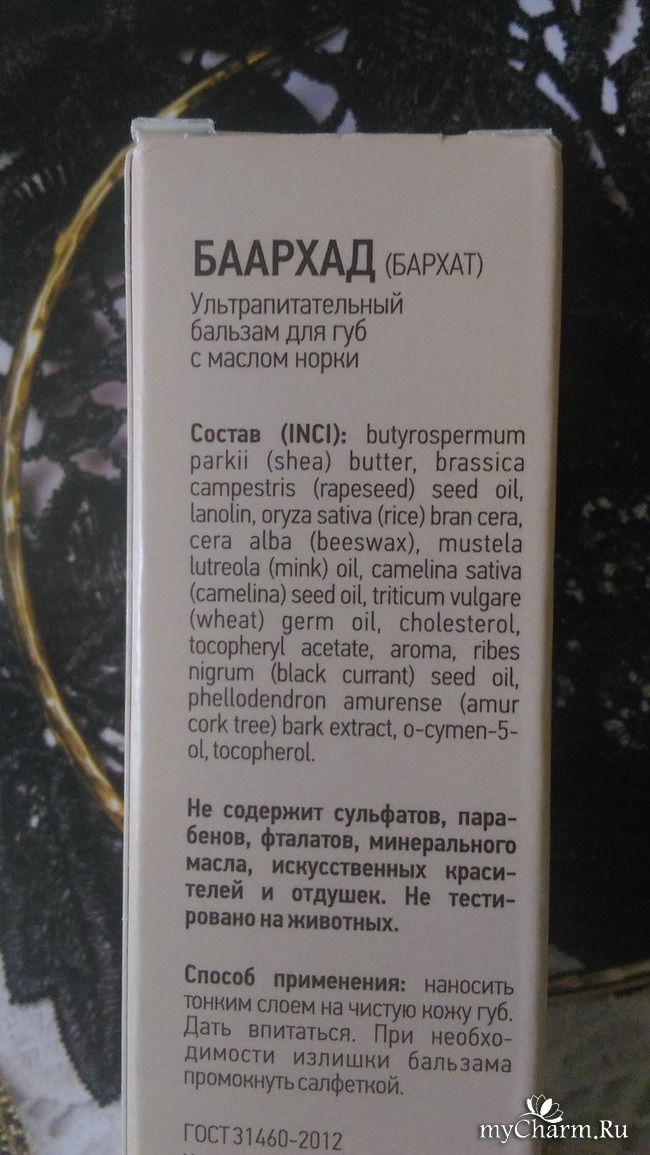 БААРХАД (БАРХАТ)
Ультрапитательный
бальзам для губ
с маслом норки
Состав (INCI): butyrospermum
parkii (shea) butter, brassica
campestris (rapeseed) seed oil,
lanolin, oryza sativa (rice) bran cera,
cera alba (beeswax), mustela
lutreola (mink) oil, camelina sativa
(camelina) seed oil, triticum vulgare
(wheat) germ oil, cholesterol,
tocopheryl acetate, aroma, ribes
nigrum (black currant) seed oil,
phellodendron amurense (amur
cork tree) bark extract, o-cymen-5-
ol, tocopherol.
Не содержит сульфатов, пара-
бенов, фталатов, минерального
масла, искусственных краси-
телей и отдушек. Не тести-
ровано на животных.
Способ применения: наносить
тонким слоем на чистую кожу губ.
Дать впитаться. При необхо-
димости излишки бальзама
промокнуть салфеткой.
ГОСТ 31460-2012
myCharm.Ru